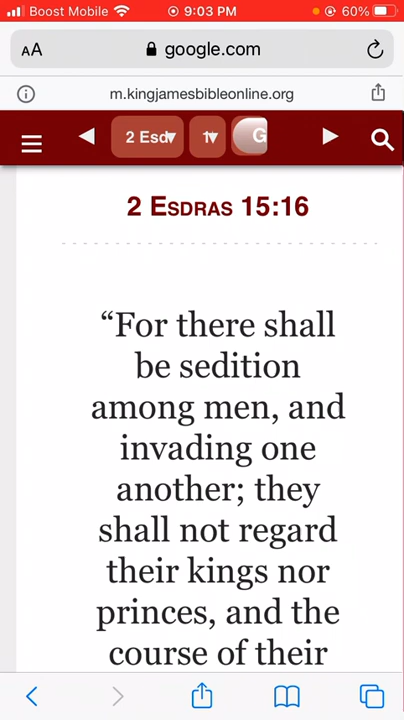 Boost Mobile 9:03 PM 60%
AA google.com
m.kingjamesbibleonline.org
2 Esd 1 G
2 Esdras 15:16
“For there shall
be sedition
among men, and
invading one
another; they
shall not regard
their kings nor
princes, and the
course of their